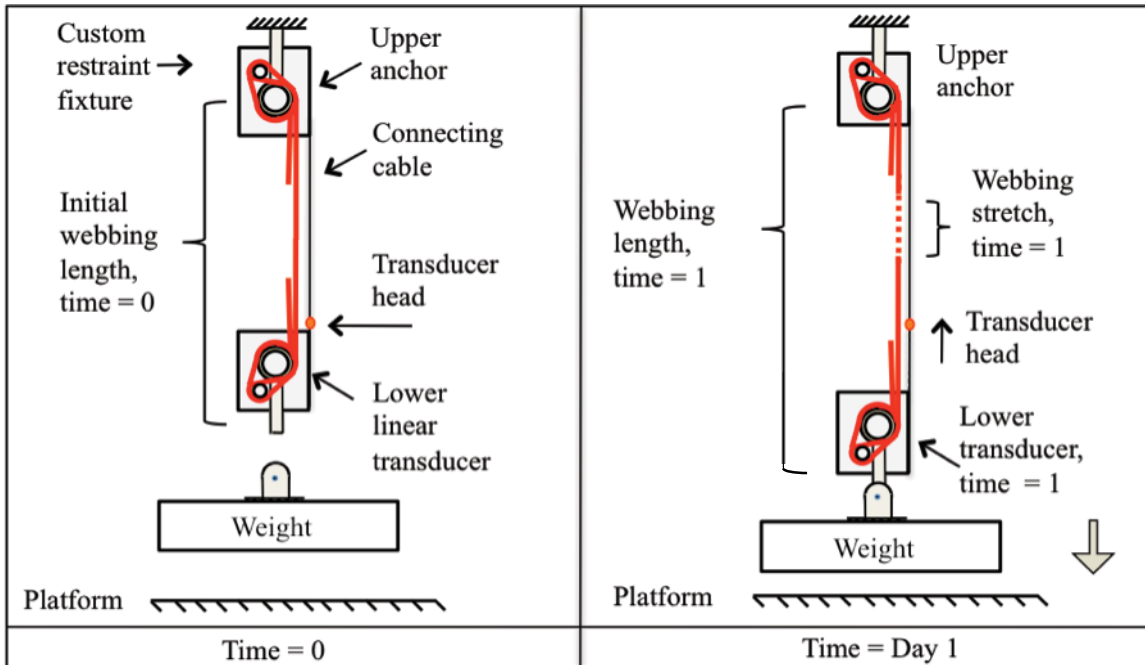 Custom
restraint
fixture
Upper
anchor
Connecting
cable
Initial
webbing
length,
time = 0
Transducer
head
Lower
linear
transducer
Weight
Platform
Time = 0
Upper
anchor
Webbing
length,
time = 1
Webbing
stretch,
time = 1
Transducer
head
Lower
transducer,
time = 1
Weight
Platform
Time = Day 1